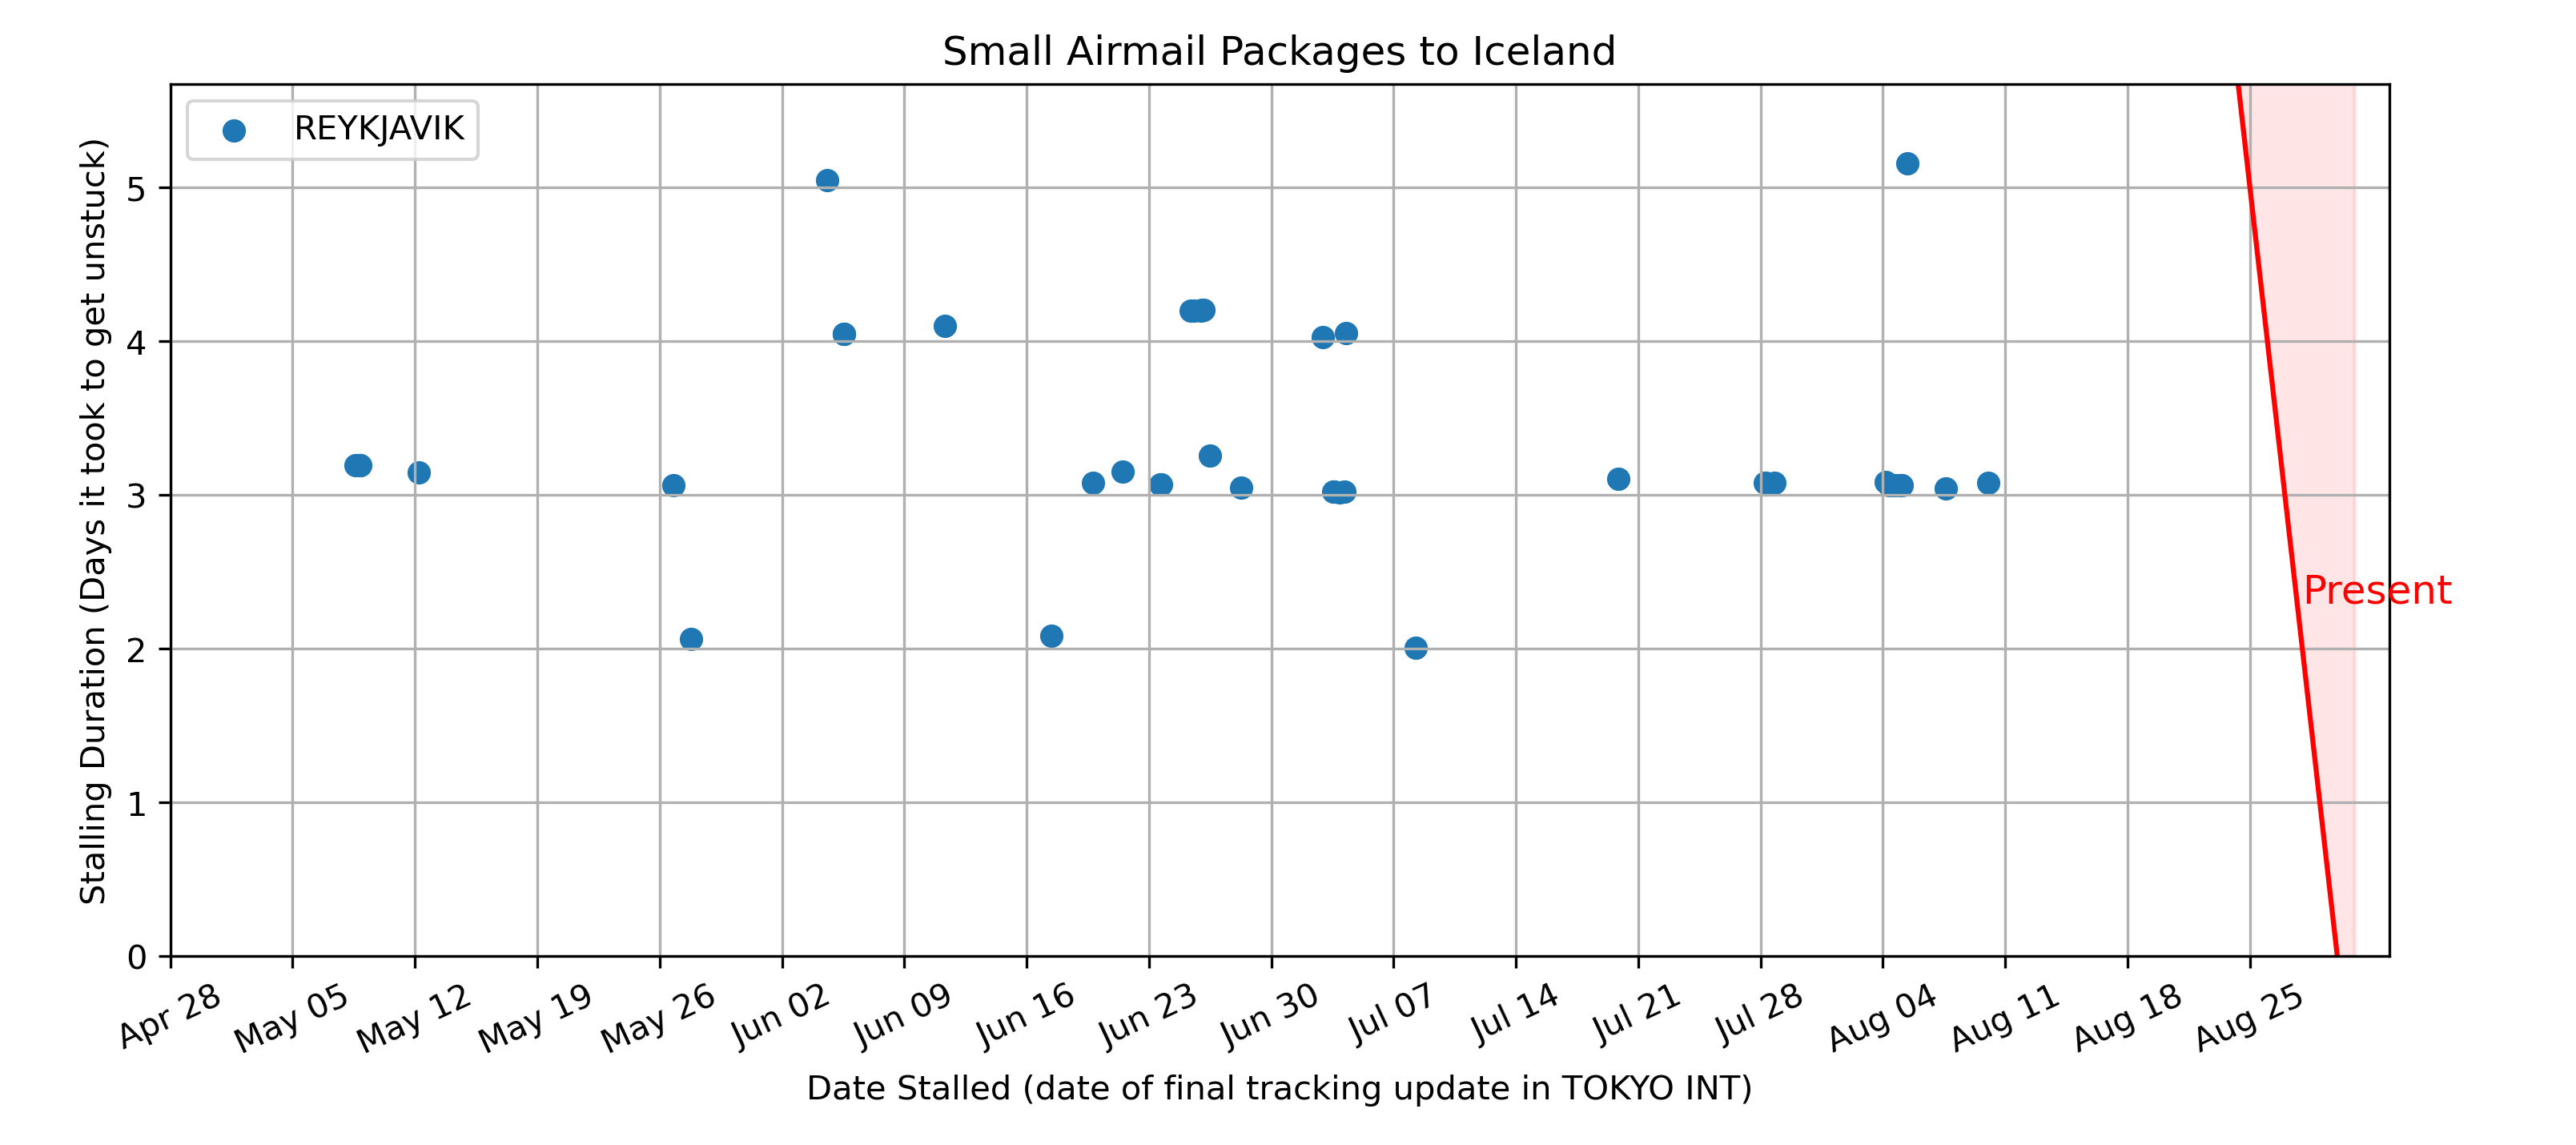 Small Airmail Packages to Iceland
REYKJAVIK
Stalling Duration (Days it took to get unstuck)
5
4
3
2
1
0
Present
Apr 28
May 05
May 12
May 19
May 26
Jun 02
Jun 09
Jun 16
Jun 23
Jun 30
Jul 07
Jul 14
Jul 21
Jul 28
Aug 04
Aug 11
Aug 18
Aug 25
Date Stalled (date of final tracking update in TOKYO INT)